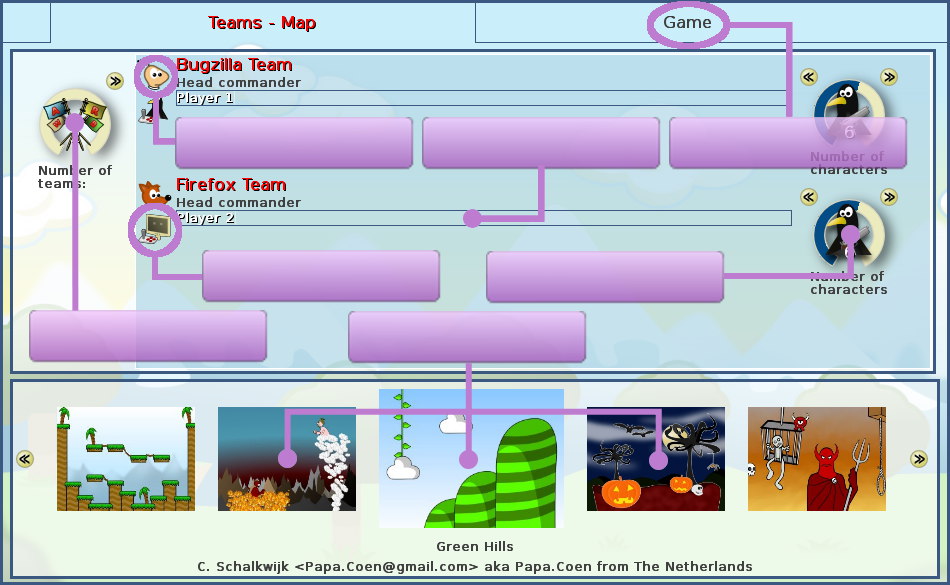 Teams - Map
Game
Bugzilla Team
Head commander
Player 1
6
Number of
characters
Number of
teams:
Firefox Team
Head commander
Player 2
Number of
characters
Green Hills
C. Schalkwijk <Papa.Coen@gmail.com> aka Papa.Coen from The Netherlands